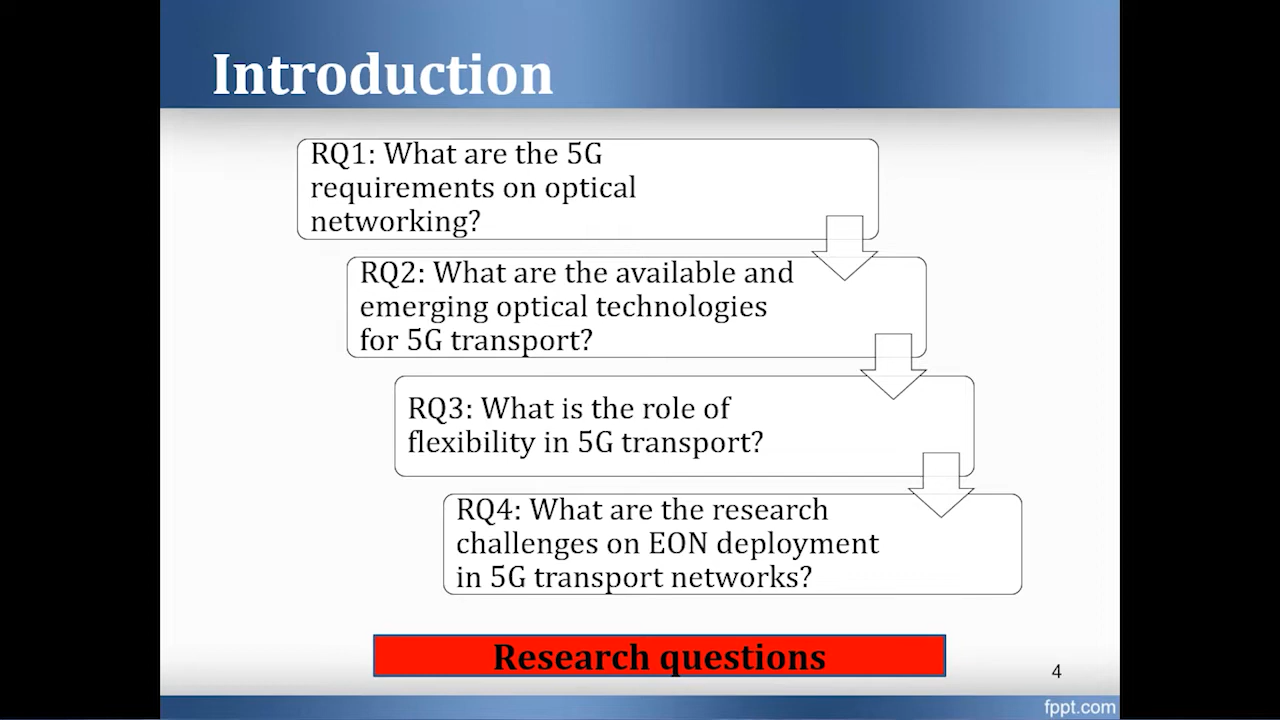 Introduction
RQ1: What are the 5G
requirements on optical
networking?
RQ2: What are the available and
emerging optical technologies
for 5G transport?
RQ3: What is the role of
flexibility in 5G transport?
RQ4: What are the research
challenges on EON deployment
in 5G transport networks?
Research questions
4
fppt.com